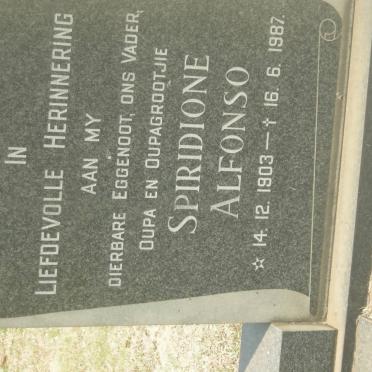 IN
LIEFDEVOLLE HERINNERING
AAN MY
DIERBARE EGGENOOT, ONS VADER,
OUPA EN OUPAGROOTJIE
SPIRIDIONE
ALFONSO
☆ 14. 12. 1903 — ✝ 16. 6. 1987.